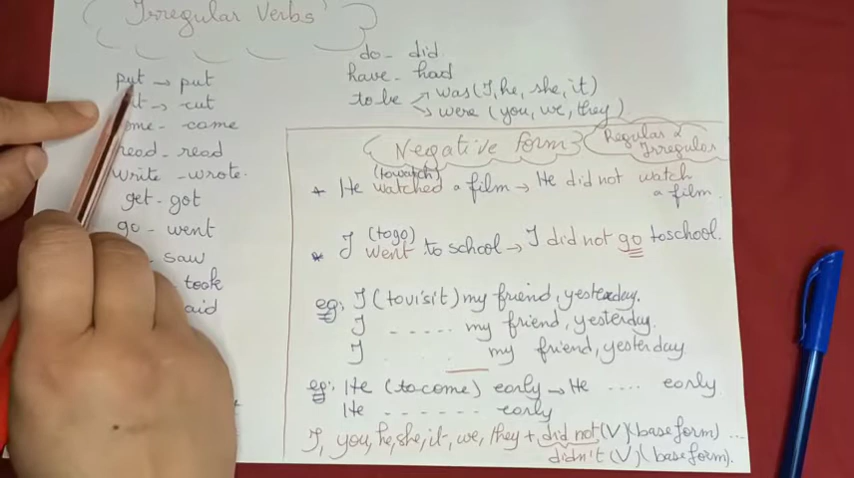 Irregular Verbs
put → put
→ cut
come - came
read - read
write - wrote.
get - got
go - went
saw
took
do - did
have - had
to be → was (I, he, she, it)
→ were (you, we, they)
Negative form
Regular &
Irregular
(to watch)
* He watched a film → He did not watch
a film
(to go)
* I went to school → I did not go to school.
eg: I (to visit) my friend, yesterday.
I ...... my friend, yesterday.
I my friend, yesterday
eg: He (to come) early → He .... early
He ...... early
I, you, he, she, it, we, they + did not (V) (base form) ...
didn't (V) (base form).